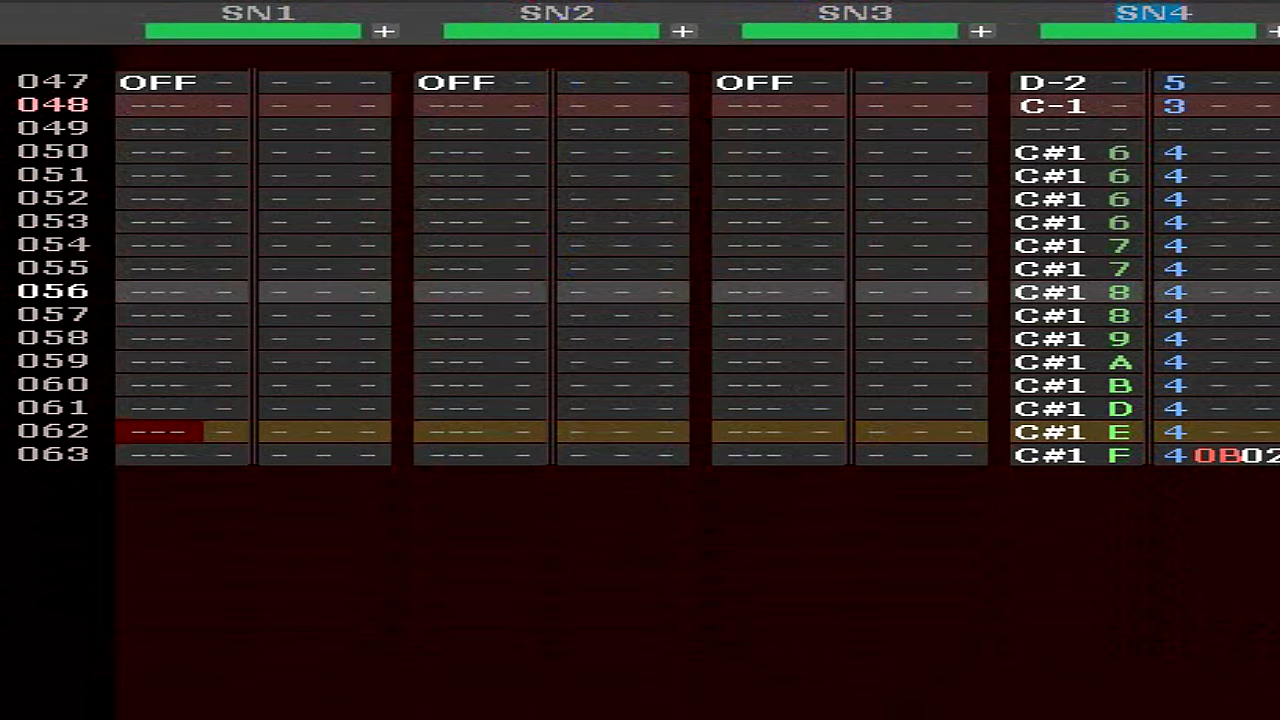 SN1 + SN2 + SN3 + SN4 +
047 OFF - - - - OFF - - - - OFF - - - - D-2 - 5 - -
048 --- - - - - --- - - - - --- - - - - C-1 - 3 - -
049 --- - - - - --- - - - - --- - - - - --- - - - -
050 --- - - - - --- - - - - --- - - - - C#1 6 4 - -
051 --- - - - - --- - - - - --- - - - - C#1 6 4 - -
052 --- - - - - --- - - - - --- - - - - C#1 6 4 - -
053 --- - - - - --- - - - - --- - - - - C#1 6 4 - -
054 --- - - - - --- - - - - --- - - - - C#1 7 4 - -
055 --- - - - - --- - - - - --- - - - - C#1 7 4 - -
056 --- - - - - --- - - - - --- - - - - C#1 8 4 - -
057 --- - - - - --- - - - - --- - - - - C#1 8 4 - -
058 --- - - - - --- - - - - --- - - - - C#1 9 4 - -
059 --- - - - - --- - - - - --- - - - - C#1 A 4 - -
060 --- - - - - --- - - - - --- - - - - C#1 B 4 - -
061 --- - - - - --- - - - - --- - - - - C#1 D 4 - -
062 --- - - - - --- - - - - --- - - - - C#1 E 4 - -
063 --- - - - - --- - - - - --- - - - - C#1 F 4 0B02